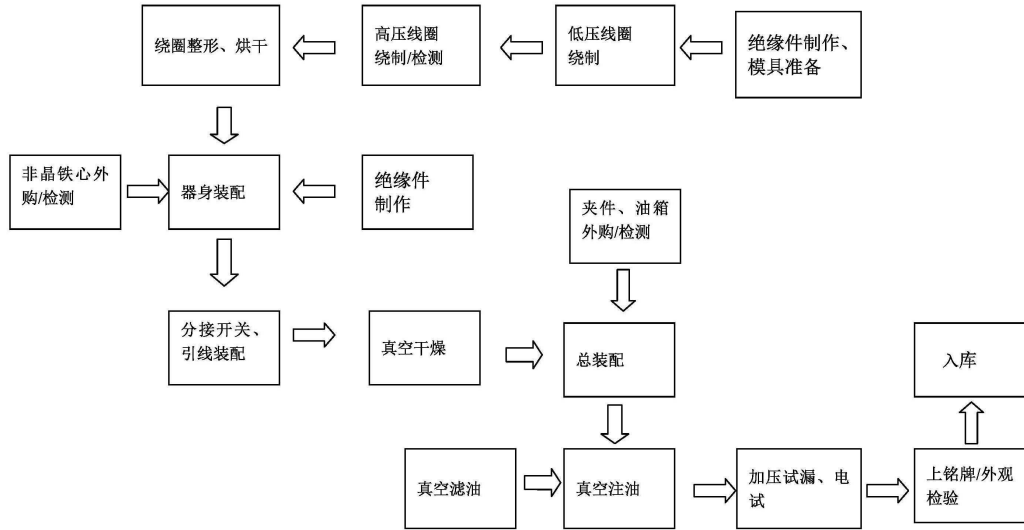 绕圈整形、烘干
高压线圈
绕制/检测
低压线圈
绕制
绝缘件制作、
模具准备
非晶铁心外
购/检测
器身装配
绝缘件
制作
夹件、油箱
外购/检测
分接开关、
引线装配
真空干燥
总装配
入库
真空滤油
真空注油
加压试漏、电
试
上铭牌/外观
检验